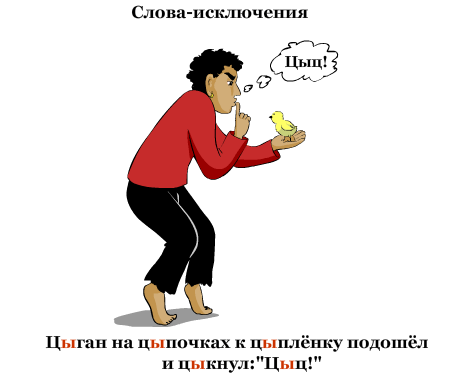 Слова-исключения
Цыц!
Цыган на цыпочках к цыплёнку подошёл
и цыкнул:"Цыц!"